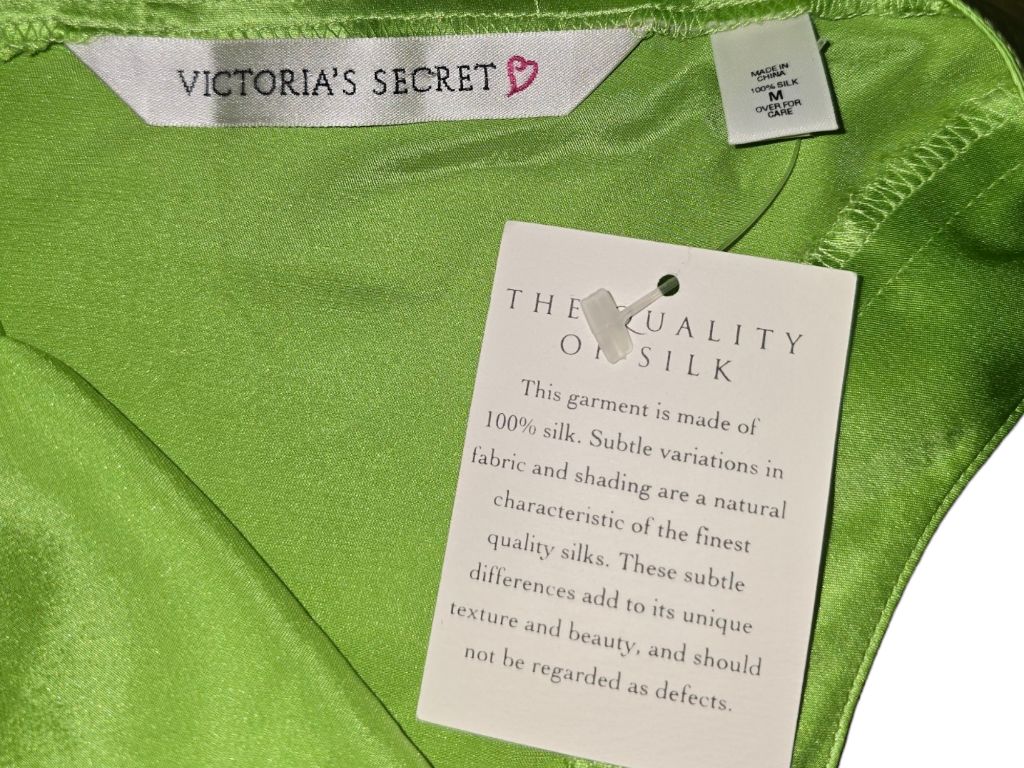 VICTORIA'S SECRET
MADE IN
CHINA
100% SILK
M
OVER FOR
CARE
THE QUALITY
OF SILK
This garment is made of
100% silk. Subtle variations in
fabric and shading are a natural
characteristic of the finest
quality silks. These subtle
differences add to its unique
texture and beauty, and should
not be regarded as defects.